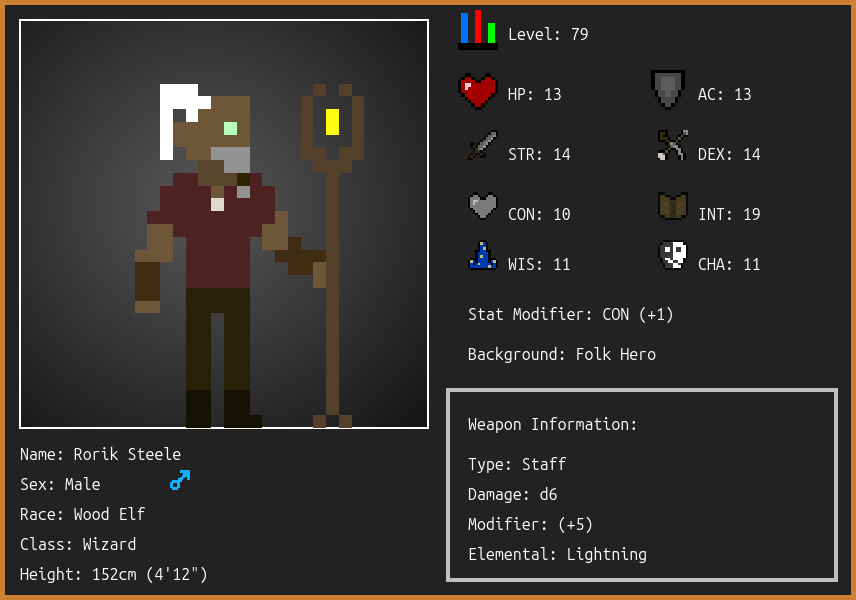 Level: 79
HP: 13
AC: 13
STR: 14
DEX: 14
CON: 10
INT: 19
WIS: 11
CHA: 11
Stat Modifier: CON (+1)
Background: Folk Hero
Weapon Information:
Type: Staff
Damage: d6
Modifier: (+5)
Elemental: Lightning
Name: Rorik Steele
Sex: Male
Race: Wood Elf
Class: Wizard
Height: 152cm (4'12")